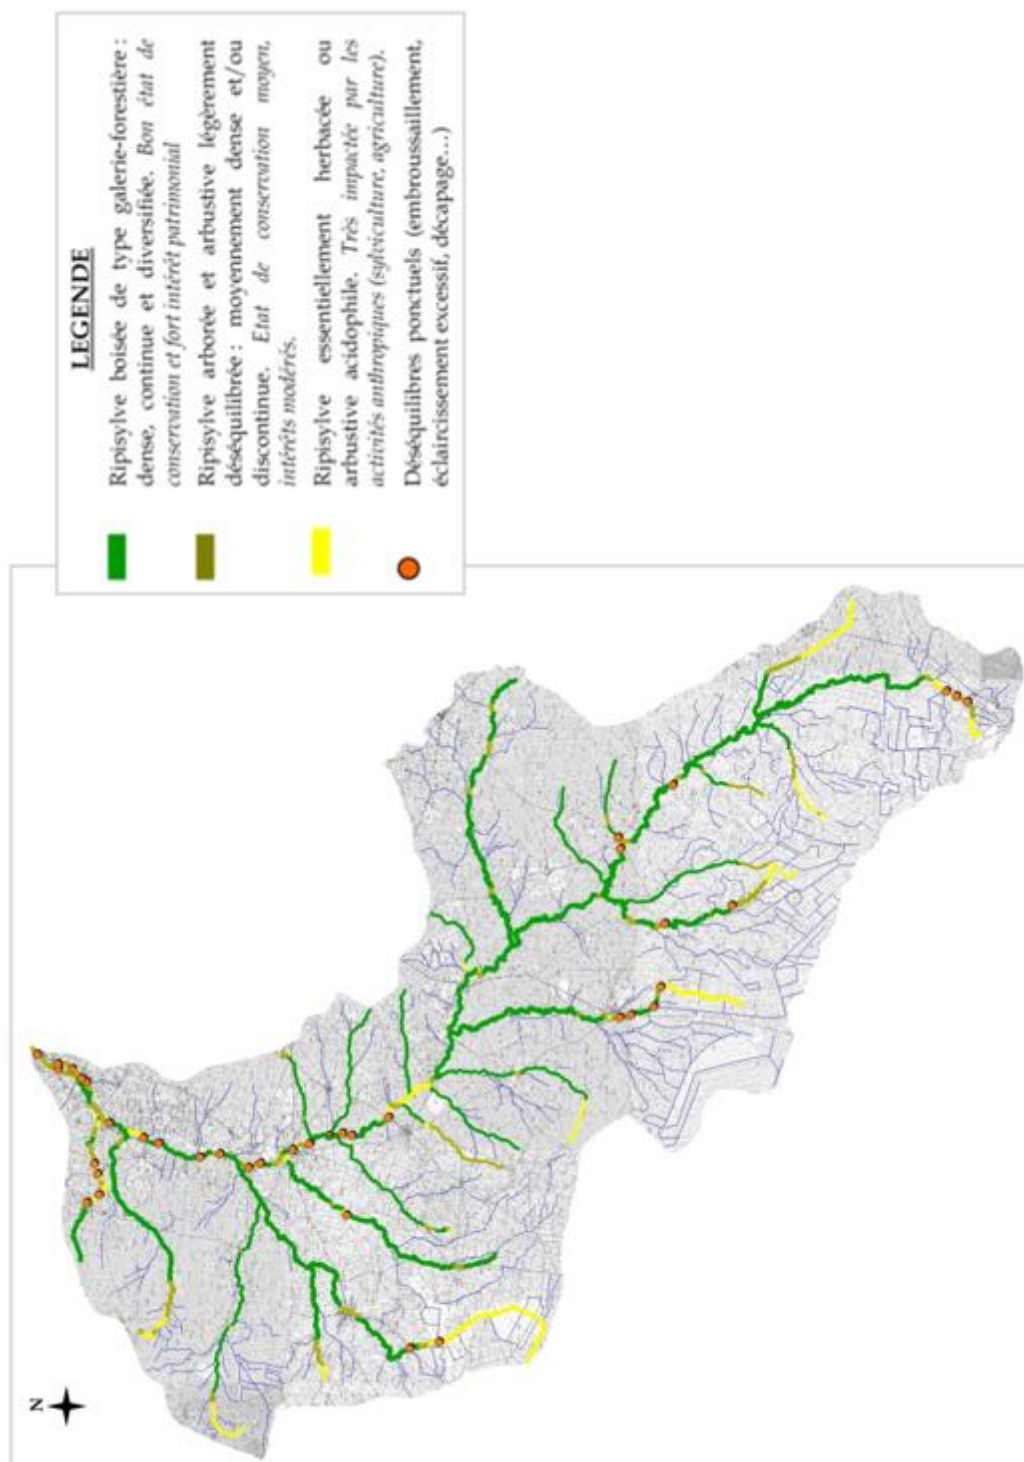 LEGENDE
Ripisylve boisée de type galerie-forestière :
dense, continue et diversifiée. Bon état de
conservation et fort intérêt patrimonial
Ripisylve arborée et arbustive légèrement
déséquilibrée : moyennement dense et/ou
discontinue. Etat de conservation moyen,
intérêts modérés.
Ripisylve essentiellement herbacée ou
arbustive acidophile. Très impactée par les
activités anthropiques (sylviculture, agriculture).
Déséquilibres ponctuels (embroussaillement,
éclaircissement excessif, décapage…)
N